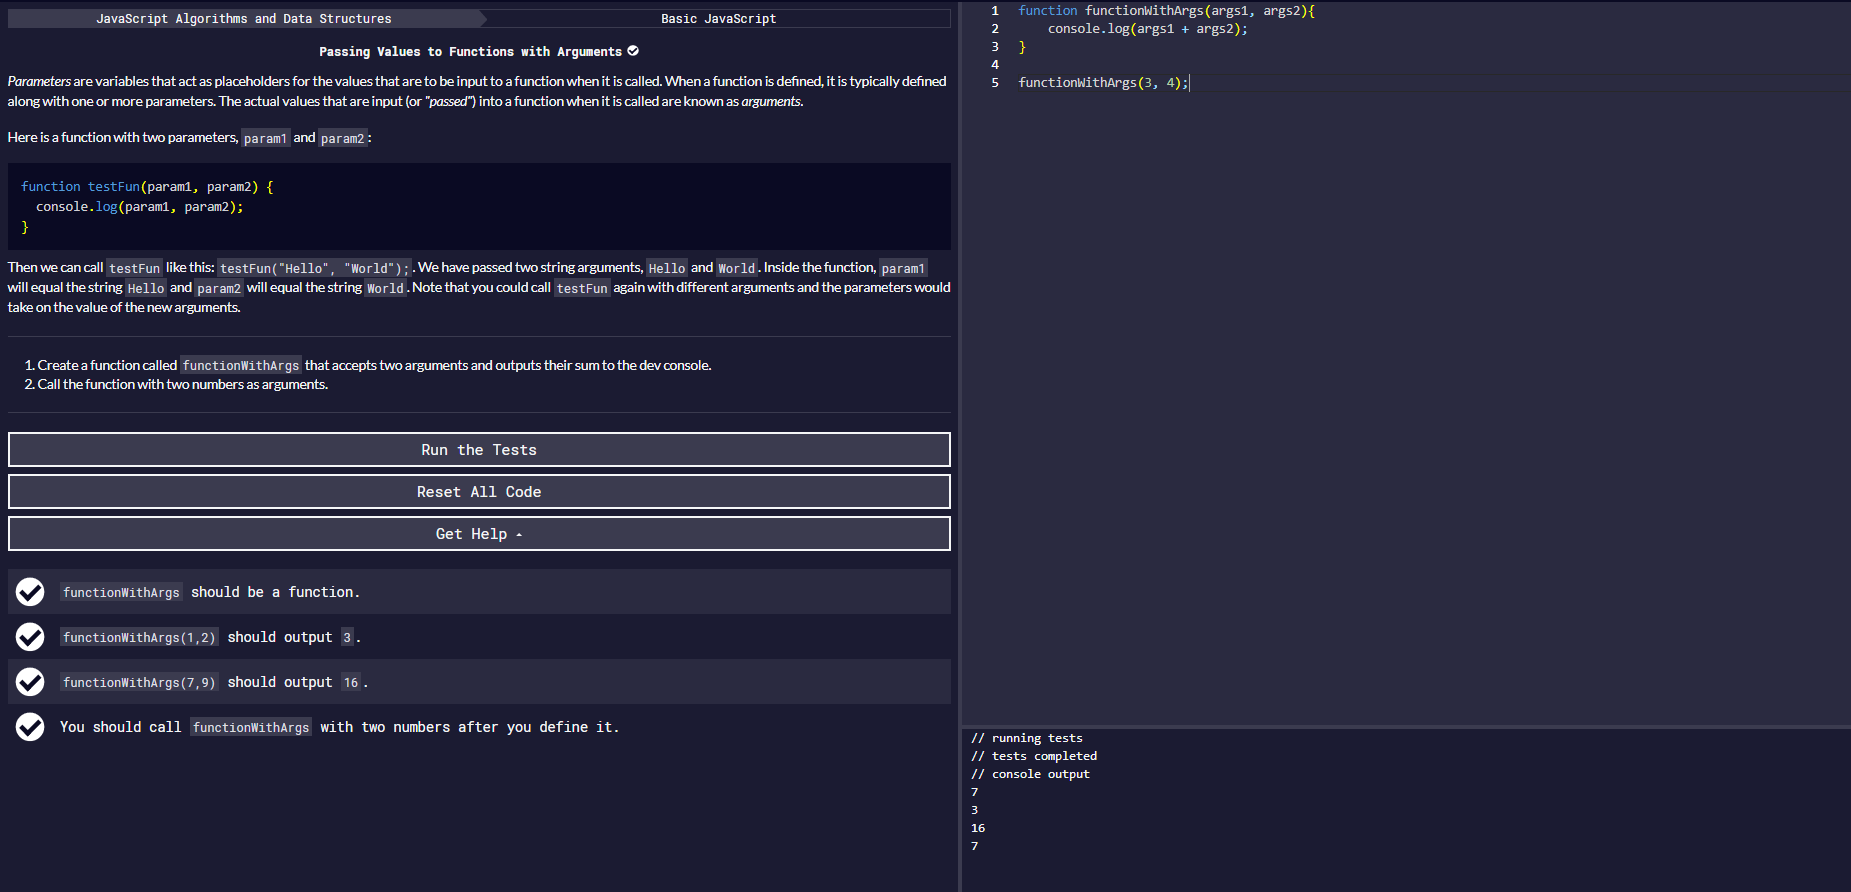 JavaScript Algorithms and Data Structures
Basic JavaScript
Passing Values to Functions with Arguments
Parameters are variables that act as placeholders for the values that are to be input to a function when it is called. When a function is defined, it is typically defined
along with one or more parameters. The actual values that are input (or "passed") into a function when it is called are known as arguments.
Here is a function with two parameters, param1 and param2:
function testFun(param1, param2) {
  console.log(param1, param2);
}
Then we can call testFun like this: testFun("Hello", "World");. We have passed two string arguments, Hello and World. Inside the function, param1
will equal the string Hello and param2 will equal the string World. Note that you could call testFun again with different arguments and the parameters would
take on the value of the new arguments.
1. Create a function called functionWithArgs that accepts two arguments and outputs their sum to the dev console.
2. Call the function with two numbers as arguments.
Run the Tests
Reset All Code
Get Help
functionWithArgs should be a function.
functionWithArgs(1,2) should output 3.
functionWithArgs(7,9) should output 16.
You should call functionWithArgs with two numbers after you define it.
1 function functionWithArgs(args1, args2){
2     console.log(args1 + args2);
3 }
4
5 functionWithArgs(3, 4);
// running tests
// tests completed
// console output
7
3
16
7